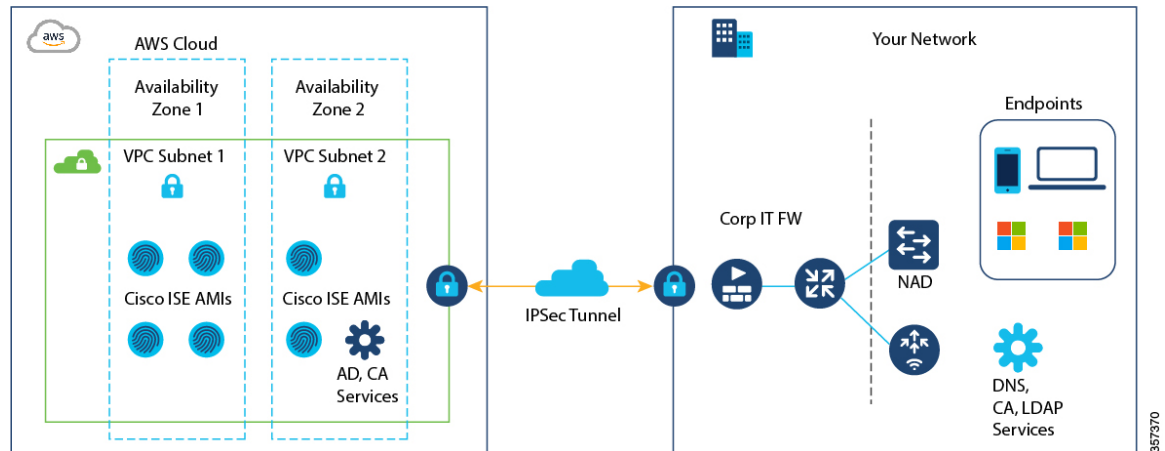 aws
AWS Cloud
Availability
Zone 1
Availability
Zone 2
VPC Subnet 1
VPC Subnet 2
Cisco ISE AMIs
Cisco ISE AMIs
AD, CA
Services
IPSec Tunnel
Your Network
Endpoints
Corp IT FW
NAD
DNS,
CA, LDAP
Services
357370